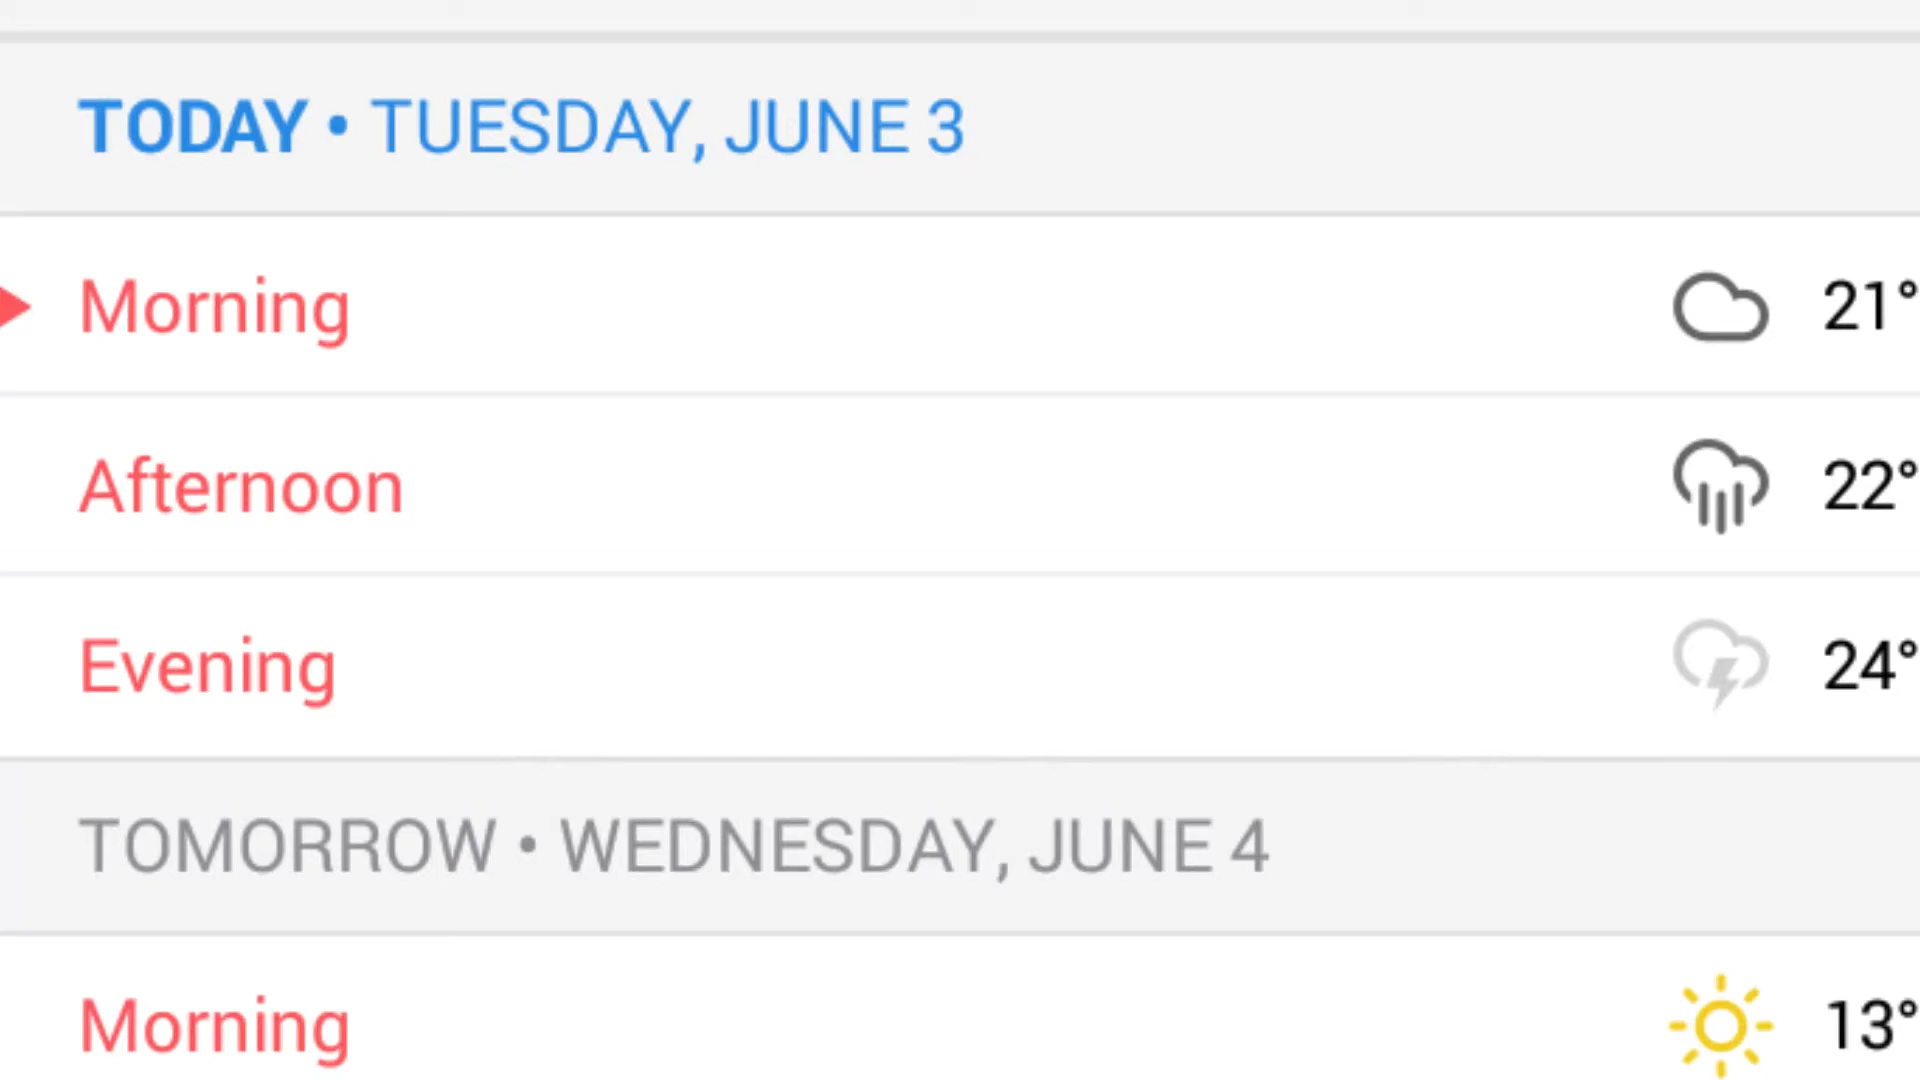 TODAY • TUESDAY, JUNE 3
Morning 21°
Afternoon 22°
Evening 24°
TOMORROW • WEDNESDAY, JUNE 4
Morning 13°